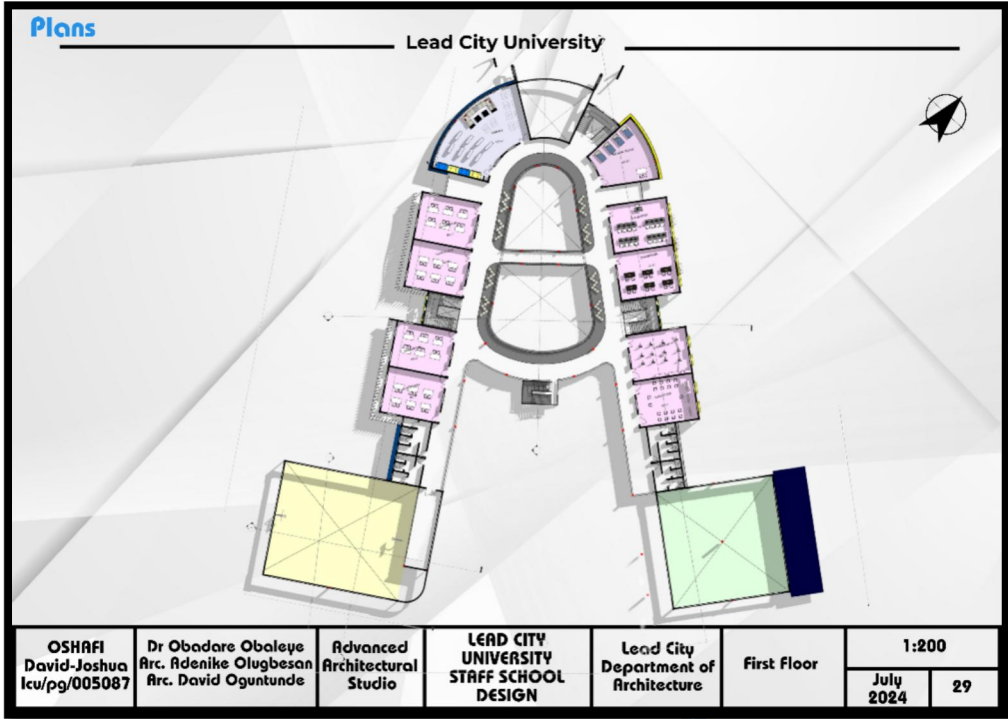 Plans
Lead City University
OSHAFI
David-Joshua
lcu/pg/005087
Dr Obadare Obaleye
Arc. Adenike Olugbesan
Arc. David Oguntunde
Advanced
Architectural
Studio
LEAD CITY
UNIVERSITY
STAFF SCHOOL
DESIGN
Lead City
Department of
Architecture
First Floor
1:200
July
2024
29